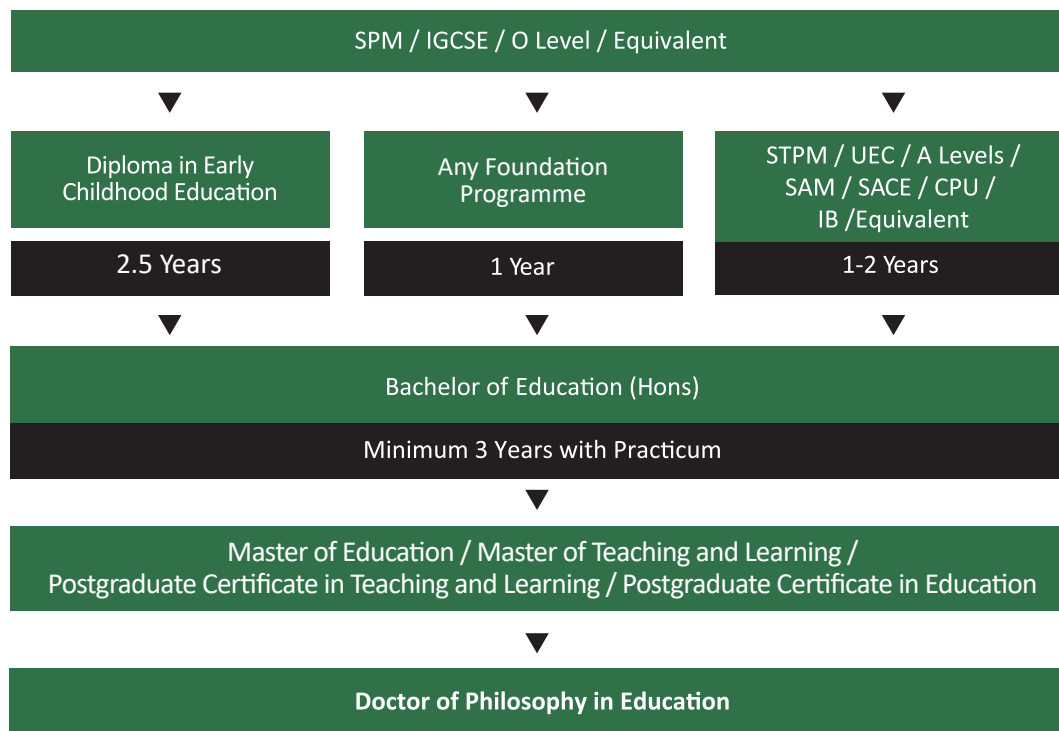 SPM / IGCSE / O Level / Equivalent
Diploma in Early
Childhood Education
2.5 Years
Any Foundation
Programme
1 Year
STPM / UEC / A Levels /
SAM / SACE / CPU /
IB /Equivalent
1-2 Years
Bachelor of Education (Hons)
Minimum 3 Years with Practicum
Master of Education / Master of Teaching and Learning /
Postgraduate Certificate in Teaching and Learning / Postgraduate Certificate in Education
Doctor of Philosophy in Education